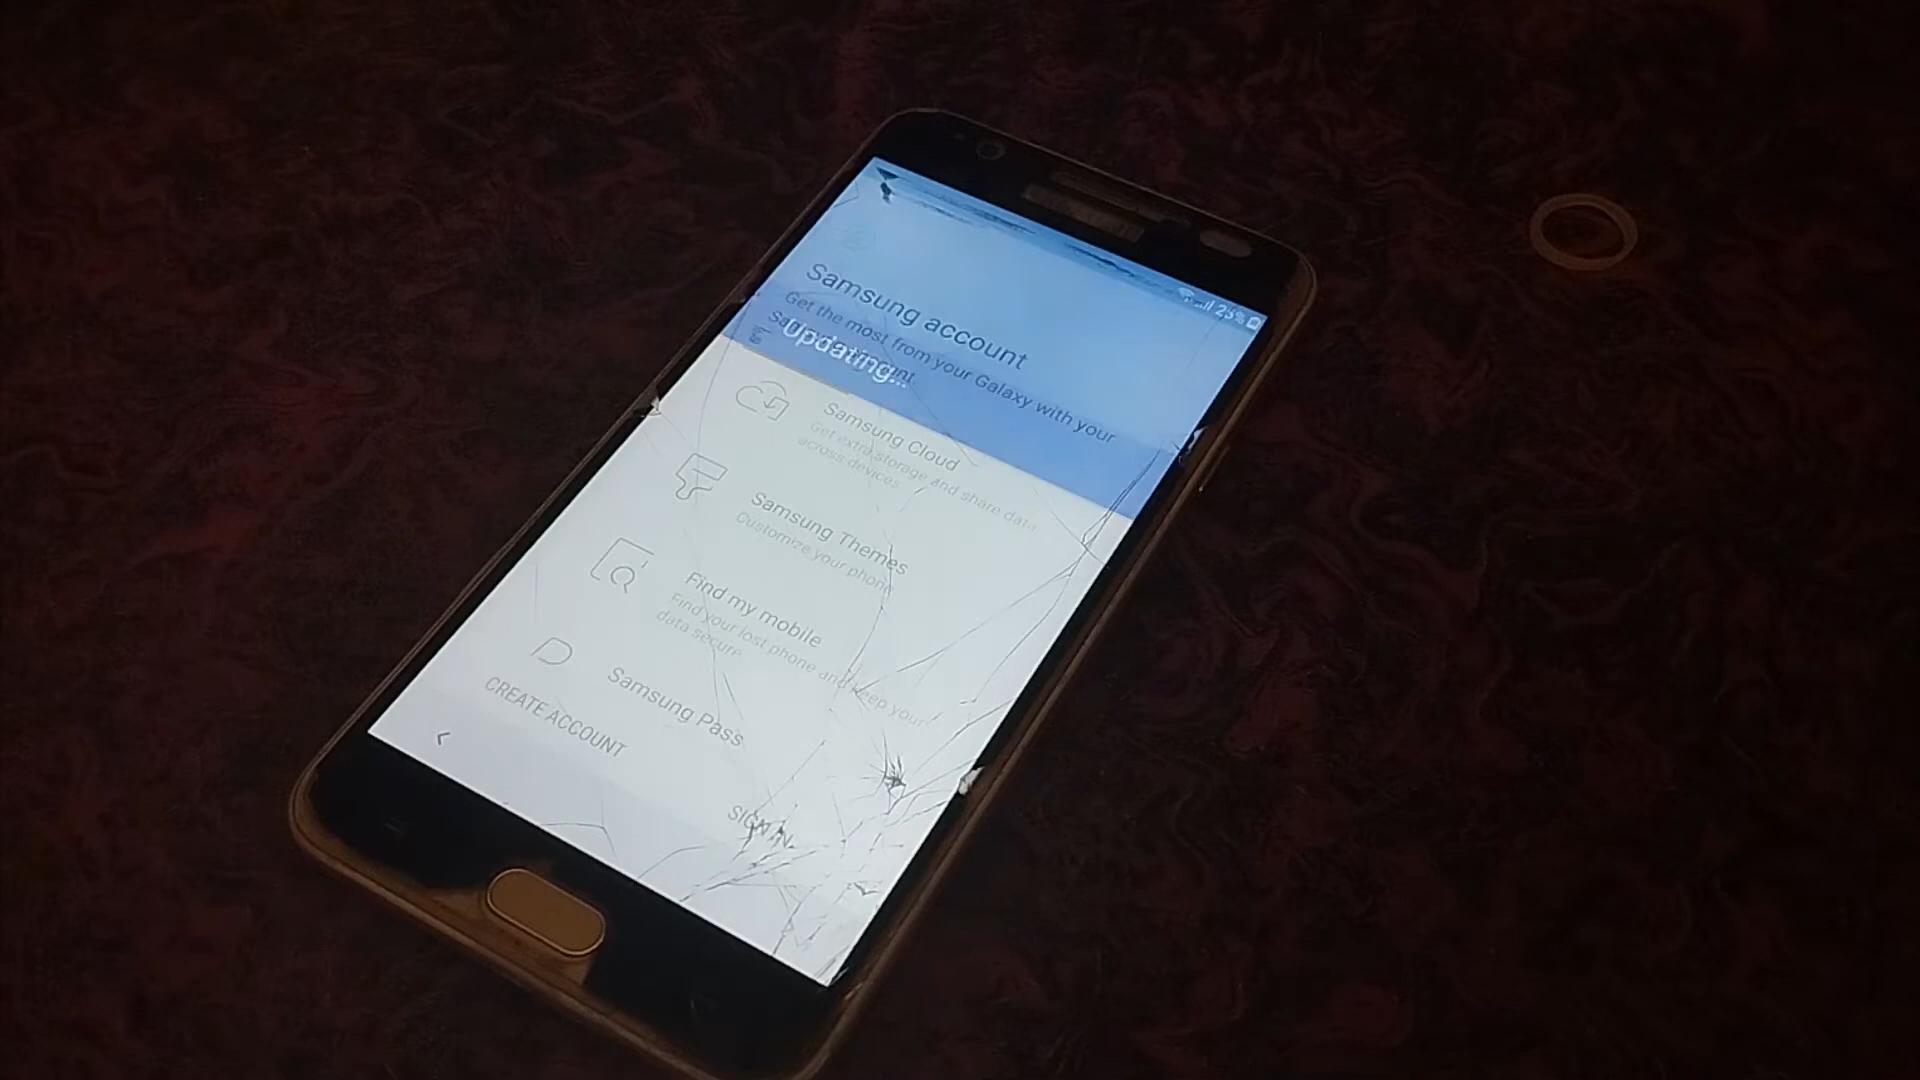 25%
Samsung account
Get the most from your Galaxy with your
Updating...
Samsung Cloud
Get extra storage and share data
across devices
Samsung Themes
Customize your phone
Find my mobile
Find your lost phone and keep your
data secure
Samsung Pass
CREATE ACCOUNT
SIGN IN